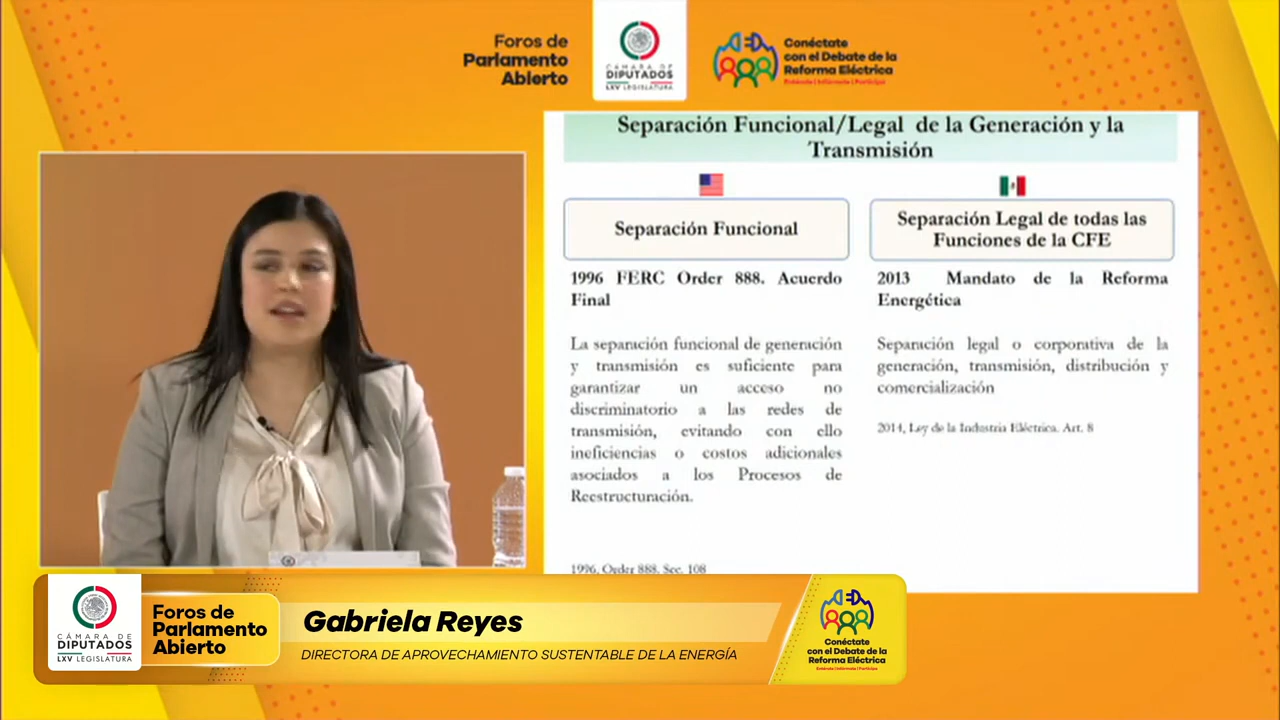 Foros de
Parlamento
Abierto
CÁMARA DE
DIPUTADOS
LXV LEGISLATURA
Conéctate
con el Debate de la
Reforma Eléctrica
Entérate | Infórmate | Participa
Separación Funcional/Legal de la Generación y la
Transmisión
Separación Funcional
1996 FERC Order 888. Acuerdo
Final
La separación funcional de generación
y transmisión es suficiente para
garantizar un acceso no
discriminatorio a las redes de
transmisión, evitando con ello
ineficiencias o costos adicionales
asociados a los Procesos de
Reestructuración.
1996, Order 888. Sec. 108
Separación Legal de todas las
Funciones de la CFE
2013 Mandato de la Reforma
Energética
Separación legal o corporativa de la
generación, transmisión, distribución y
comercialización
2014, Ley de la Industria Eléctrica. Art. 8
CÁMARA DE
DIPUTADOS
LXV LEGISLATURA
Foros de
Parlamento
Abierto
Gabriela Reyes
DIRECTORA DE APROVECHAMIENTO SUSTENTABLE DE LA ENERGÍA
Conéctate
con el Debate de la
Reforma Eléctrica
Entérate | Infórmate | Participa